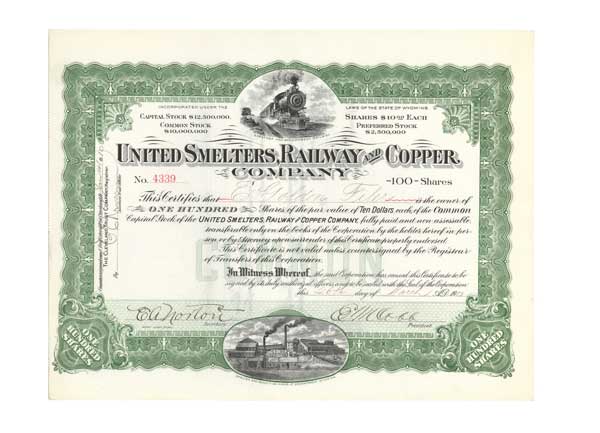 INCORPORATED UNDER THE
LAWS OF THE STATE OF WYOMING
CAPITAL STOCK $12,500,000.
COMMON STOCK
$10,000,000
SHARES $10.00 EACH
PREFERRED STOCK
$2,500,000
UNITED SMELTERS, RAILWAY AND COPPER
COMPANY
No. 4339
-100- Shares
This Certifies that
is the owner of
ONE HUNDRED Shares of the par value of Ten Dollars each of the Common
Capital Stock of the UNITED SMELTERS, RAILWAY AND COPPER COMPANY, fully paid and non-assessable,
transferable only on the books of the Corporation by the holder hereof in per-
son or by Attorney upon surrender of this Certificate properly endorsed.
This Certificate is not valid unless countersigned by the Registrar
of Transfers of this Corporation.
In Witness Whereof, the said Corporation has caused this Certificate to be
signed by its duly authorized officers and to be sealed with the Seal of the Corporation
this day of
Secretary
President
ONE
HUNDRED
SHARES
ONE
HUNDRED
SHARES